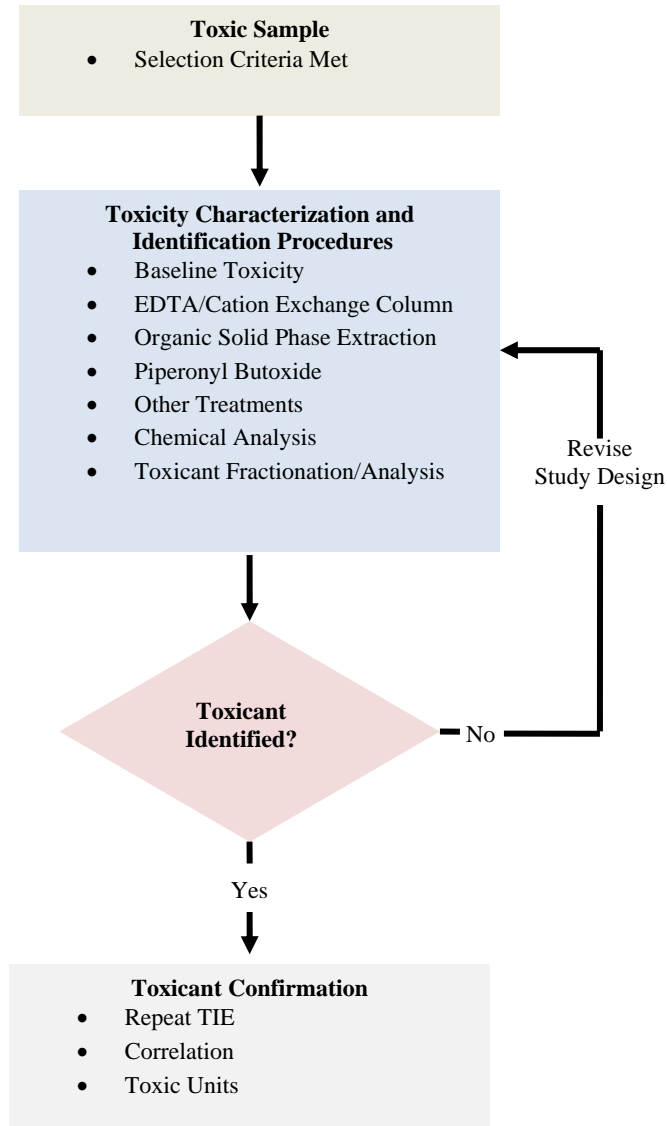 Toxic Sample
• Selection Criteria Met
Toxicity Characterization and
Identification Procedures
• Baseline Toxicity
• EDTA/Cation Exchange Column
• Organic Solid Phase Extraction
• Piperonyl Butoxide
• Other Treatments
• Chemical Analysis
• Toxicant Fractionation/Analysis
Revise
Study Design
Toxicant
Identified?
No
Yes
Toxicant Confirmation
• Repeat TIE
• Correlation
• Toxic Units